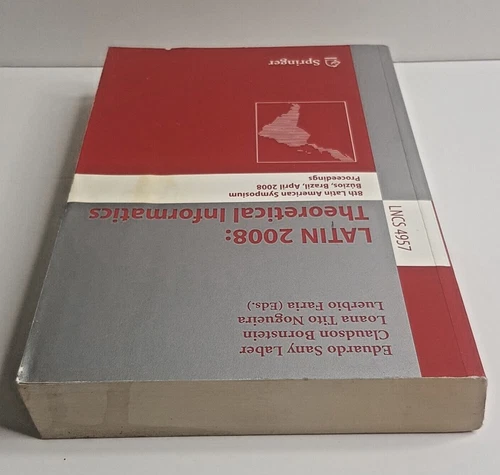 Eduardo Sany Laber
Claudson Bornstein
Loana Tito Nogueira
Luerbio Faria (Eds.)
LATIN 2008:
Theoretical Informatics
LNCS 4957
8th Latin American Symposium
Búzios, Brazil, April 2008
Proceedings
Springer